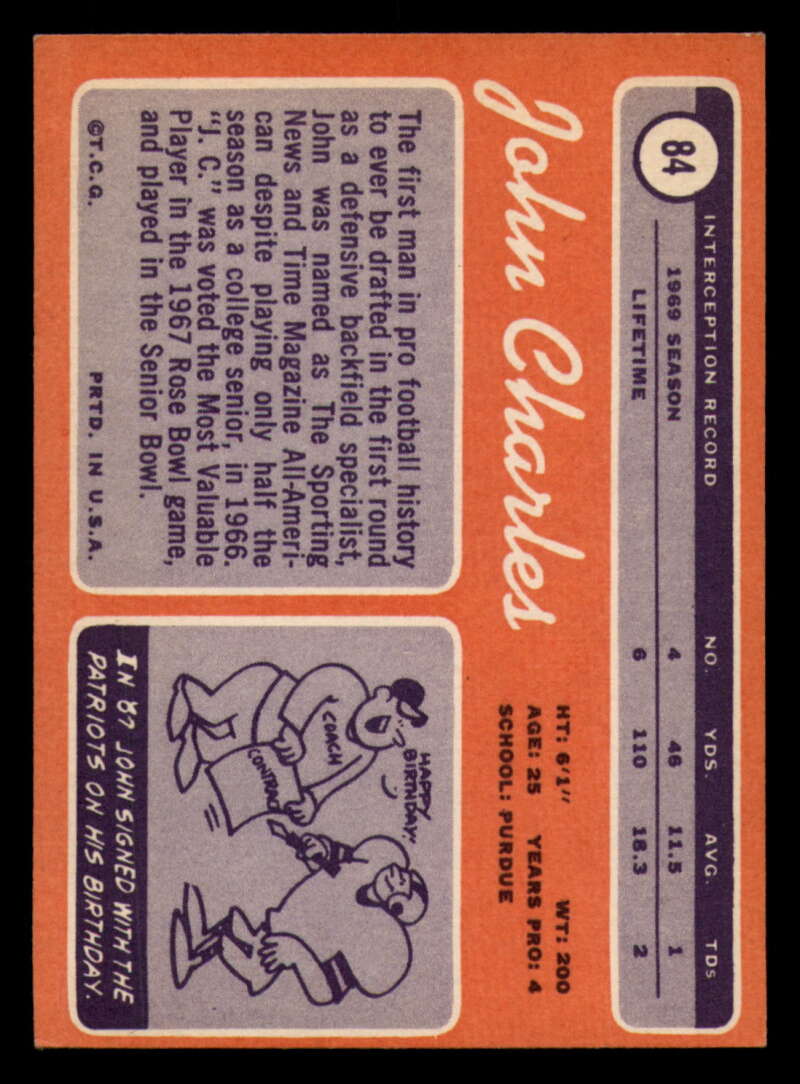 84
INTERCEPTION RECORD NO. YDS. AVG. TDs
1969 SEASON 4 46 11.5 1
LIFETIME 6 110 18.3 2
John Charles
HT: 6'1" WT: 200
AGE: 25 YEARS PRO: 4
SCHOOL: PURDUE
The first man in pro football history
to ever be drafted in the first round
as a defensive backfield specialist,
John was named as The Sporting
News and Time Magazine All-Ameri-
can despite playing only half the
season as a college senior, in 1966.
"J. C." was voted the Most Valuable
Player in the 1967 Rose Bowl game,
and played in the Senior Bowl.
©T.C.G. PRTD. IN U.S.A.
HAPPY
BIRTHDAY!
COACH
CONTRAC
IN '67 JOHN SIGNED WITH THE
PATRIOTS ON HIS BIRTHDAY.